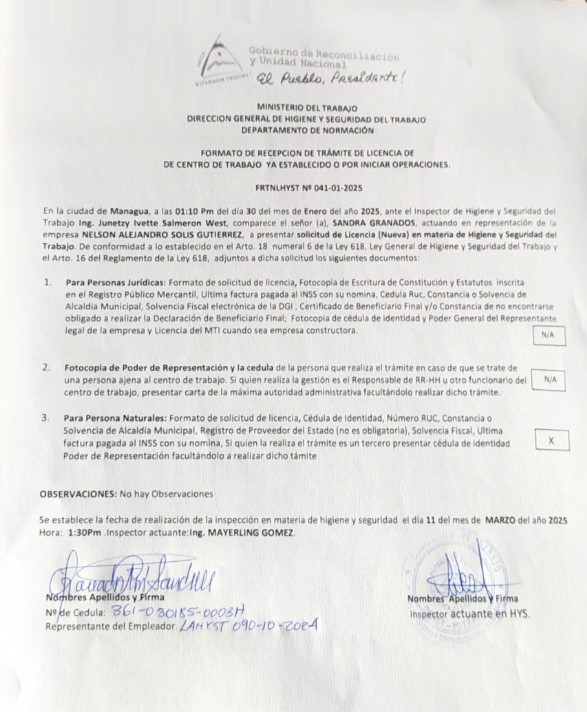 Gobierno de Reconciliación
y Unidad Nacional
El Pueblo, Presidente!
MINISTERIO DEL TRABAJO
DIRECCION GENERAL DE HIGIENE Y SEGURIDAD DEL TRABAJO
DEPARTAMENTO DE NORMACIÓN
FORMATO DE RECEPCION DE TRÁMITE DE LICENCIA DE
DE CENTRO DE TRABAJO YA ESTABLECIDO O POR INICIAR OPERACIONES.
FRTNLHYST Nº 041-01-2025
En la ciudad de Managua, a las 01:10 Pm del día 30 del mes de Enero del año 2025, ante el Inspector de Higiene y Seguridad del
Trabajo Ing. Junetzy Ivette Salmeron West, comparece el señor (a), SANDRA GRANADOS, actuando en representación de la
empresa NELSON ALEJANDRO SOLIS GUTIERREZ, a presentar solicitud de Licencia (Nueva) en materia de Higiene y Seguridad del
Trabajo. De conformidad a lo establecido en el Arto. 18 numeral 6 de la Ley 618, Ley General de Higiene y Seguridad del Trabajo y
el Arto. 16 del Reglamento de la Ley 618, adjuntos a dicha solicitud los siguientes documentos:
1. Para Personas Jurídicas: Formato de solicitud de licencia, Fotocopia de Escritura de Constitución y Estatutos inscrita
en el Registro Público Mercantil, Ultima factura pagada al INSS con su nomina, Cedula Ruc, Constancia o Solvencia de
Alcaldía Municipal, Solvencia Fiscal electrónica de la DGI , Certificado de Beneficiario Final y/o Constancia de no encontrarse
obligado a realizar la Declaración de Beneficiario Final; Fotocopia de cédula de identidad y Poder General del Representante
legal de la empresa y Licencia del MTI cuando sea empresa constructora.
N/A
2. Fotocopia de Poder de Representación y la cedula de la persona que realiza el trámite en caso de que se trate de
una persona ajena al centro de trabajo. Si quien realiza la gestión es el Responsable de RR-HH u otro funcionario del
centro de trabajo, presentar carta de la máxima autoridad administrativa facultándolo realizar dicho trámite.
N/A
3. Para Persona Naturales: Formato de solicitud de licencia, Cédula de Identidad, Número RUC, Constancia o
Solvencia de Alcaldía Municipal, Registro de Proveedor del Estado (no es obligatoria), Solvencia Fiscal, Ultima
factura pagada al INSS con su nomina, Si quien la realiza el trámite es un tercero presentar cédula de identidad
Poder de Representación facultándolo a realizar dicho támite
X
OBSERVACIONES: No hay Observaciones
Se establece la fecha de realización de la inspección en materia de higiene y seguridad el día 11 del mes de MARZO del año 2025
Hora: 1:30Pm .Inspector actuante:Ing. MAYERLING GOMEZ.
Nombres Apellidos y Firma
Nº de Cedula: 361-030185-0003H
Representante del Empleador. LAHYST 090-10-2024
Nombres Apellidos y Firma
Inspector actuante en HYS.